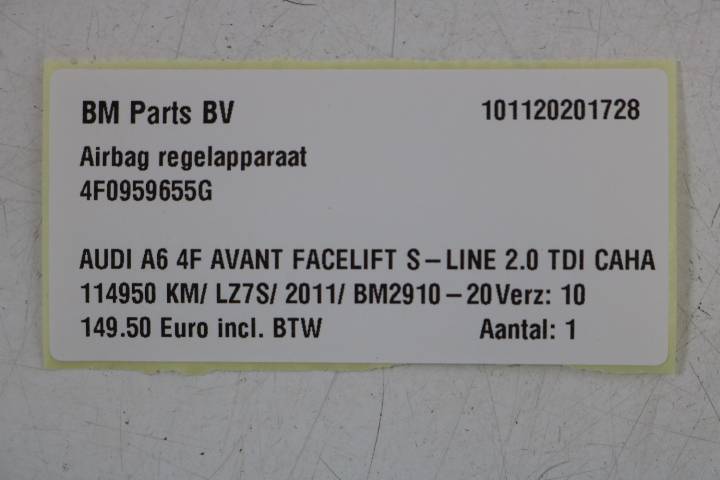 BM Parts BV 101120201728
Airbag regelapparaat
4F0959655G
AUDI A6 4F AVANT FACELIFT S-LINE 2.0 TDI CAHA
114950 KM/ LZ7S/ 2011/ BM2910-20Verz: 10
149.50 Euro incl. BTW Aantal: 1